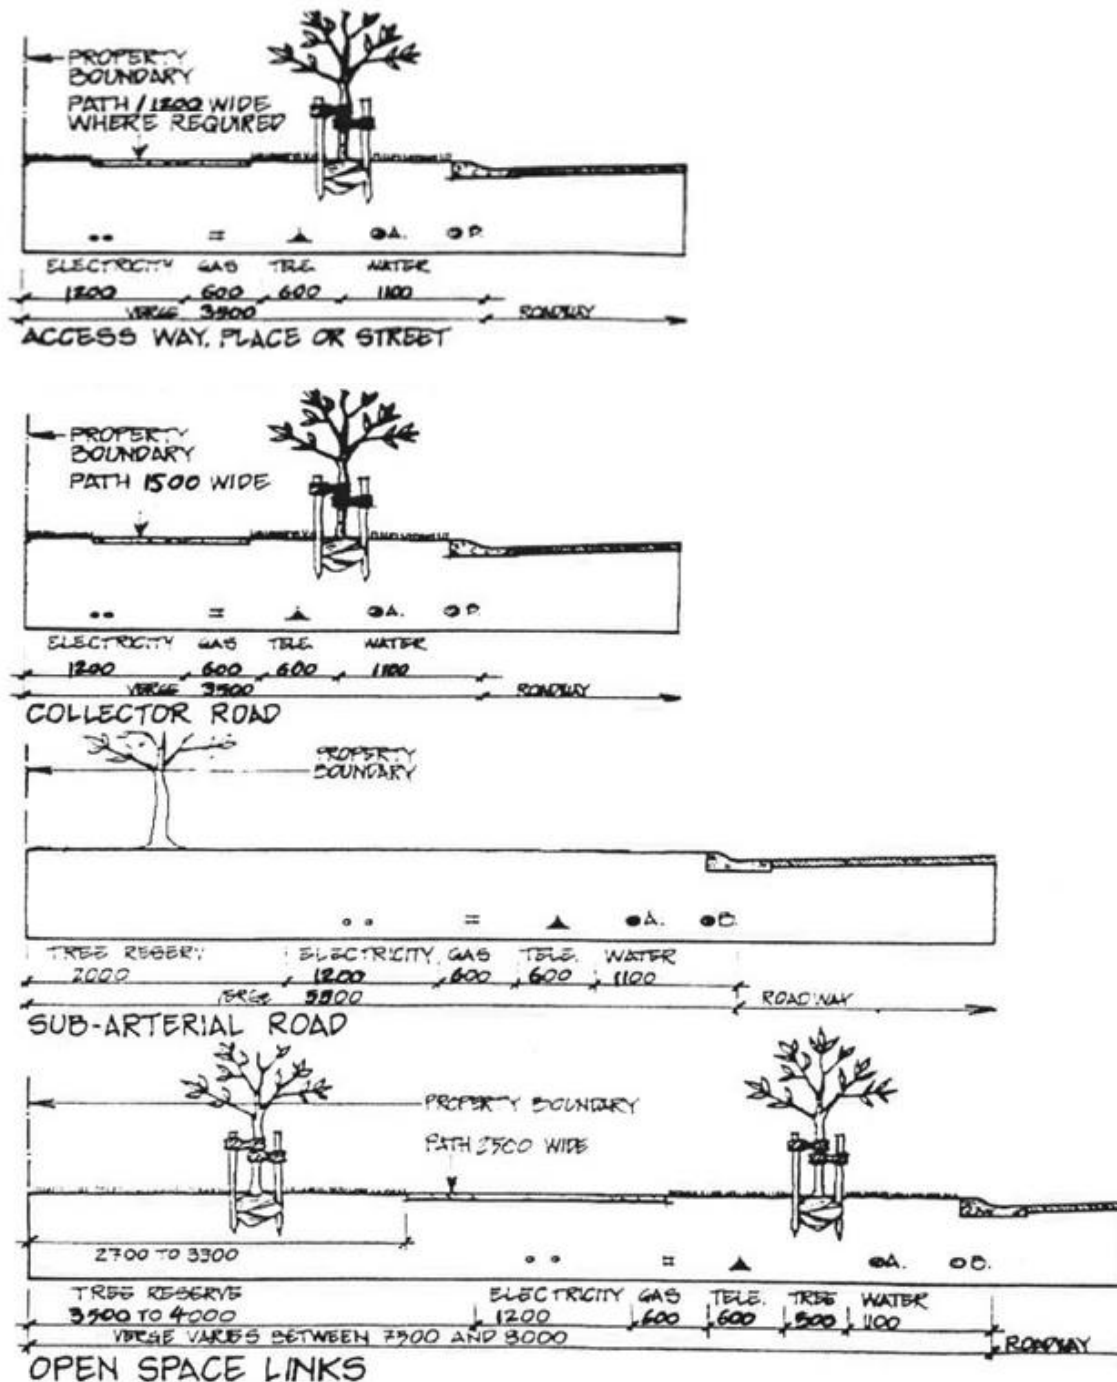 PROPERTY
BOUNDARY
PATH / 1200 WIDE
WHERE REQUIRED
A. P.
ELECTRICITY GAS TELE. WATER
1200 600 600 1100
VERGE 3500 ROADWAY
ACCESS WAY, PLACE OR STREET
PROPERTY
BOUNDARY
PATH 1500 WIDE
A. P.
ELECTRICITY GAS TELE. WATER
1200 600 600 1100
VERGE 3500 ROADWAY
COLLECTOR ROAD
PROPERTY
BOUNDARY
A. B.
TREE RESERV ELECTRICITY GAS TELE. WATER
2000 1200 600 600 1100
VERGE 5500 ROADWAY
SUB-ARTERIAL ROAD
PROPERTY BOUNDARY
PATH 2500 WIDE
2700 TO 3300
A. B.
TREE RESERVE ELECTRICITY GAS TELE. TREE WATER
3500 TO 4000 1200 600 600 500 1100
VERGE VARIES BETWEEN 7500 AND 8000
ROADWAY
OPEN SPACE LINKS